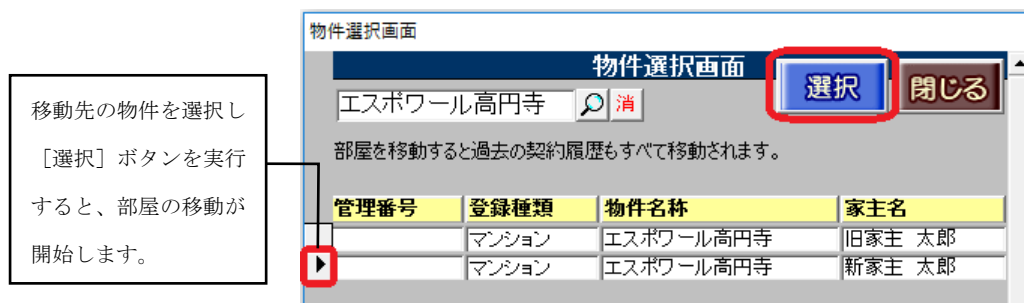 物件選択画面
物件選択画面
選択
閉じる
エスポワール高円寺
消
部屋を移動すると過去の契約履歴もすべて移動されます。
管理番号 登録種類 物件名称 家主名
マンション エスポワール高円寺 旧家主 太郎
マンション エスポワール高円寺 新家主 太郎
移動先の物件を選択し
［選択］ボタンを実行
すると、部屋の移動が
開始します。